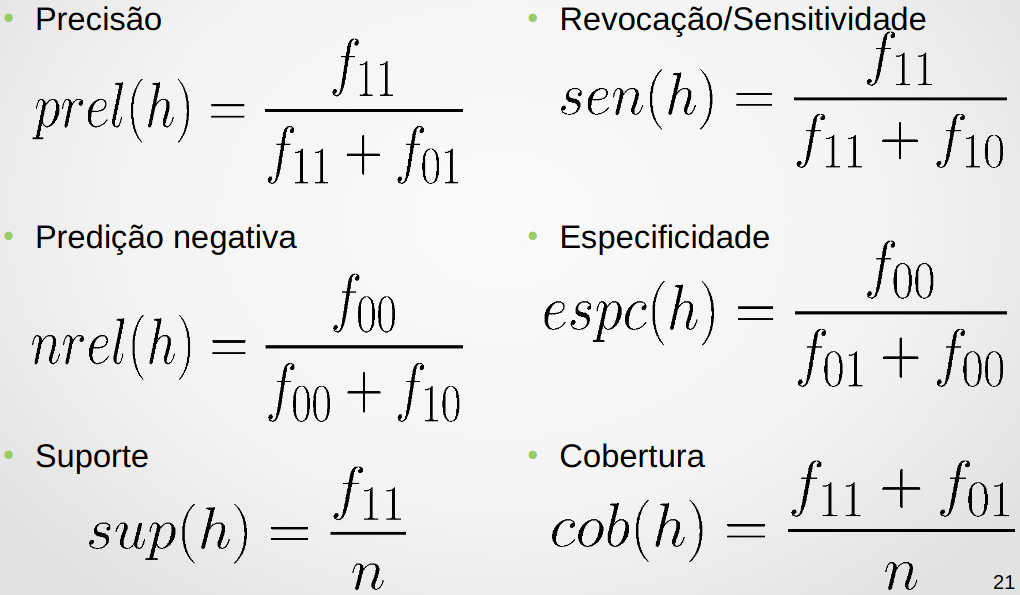 • Precisão
prel(h) = f₁₁ / (f₁₁ + f₀₁)
• Revocação/Sensitividade
sen(h) = f₁₁ / (f₁₁ + f₁₀)
• Predição negativa
nrel(h) = f₀₀ / (f₀₀ + f₁₀)
• Especificidade
espc(h) = f₀₀ / (f₀₁ + f₀₀)
• Suporte
sup(h) = f₁₁ / n
• Cobertura
cob(h) = (f₁₁ + f₀₁) / n
21